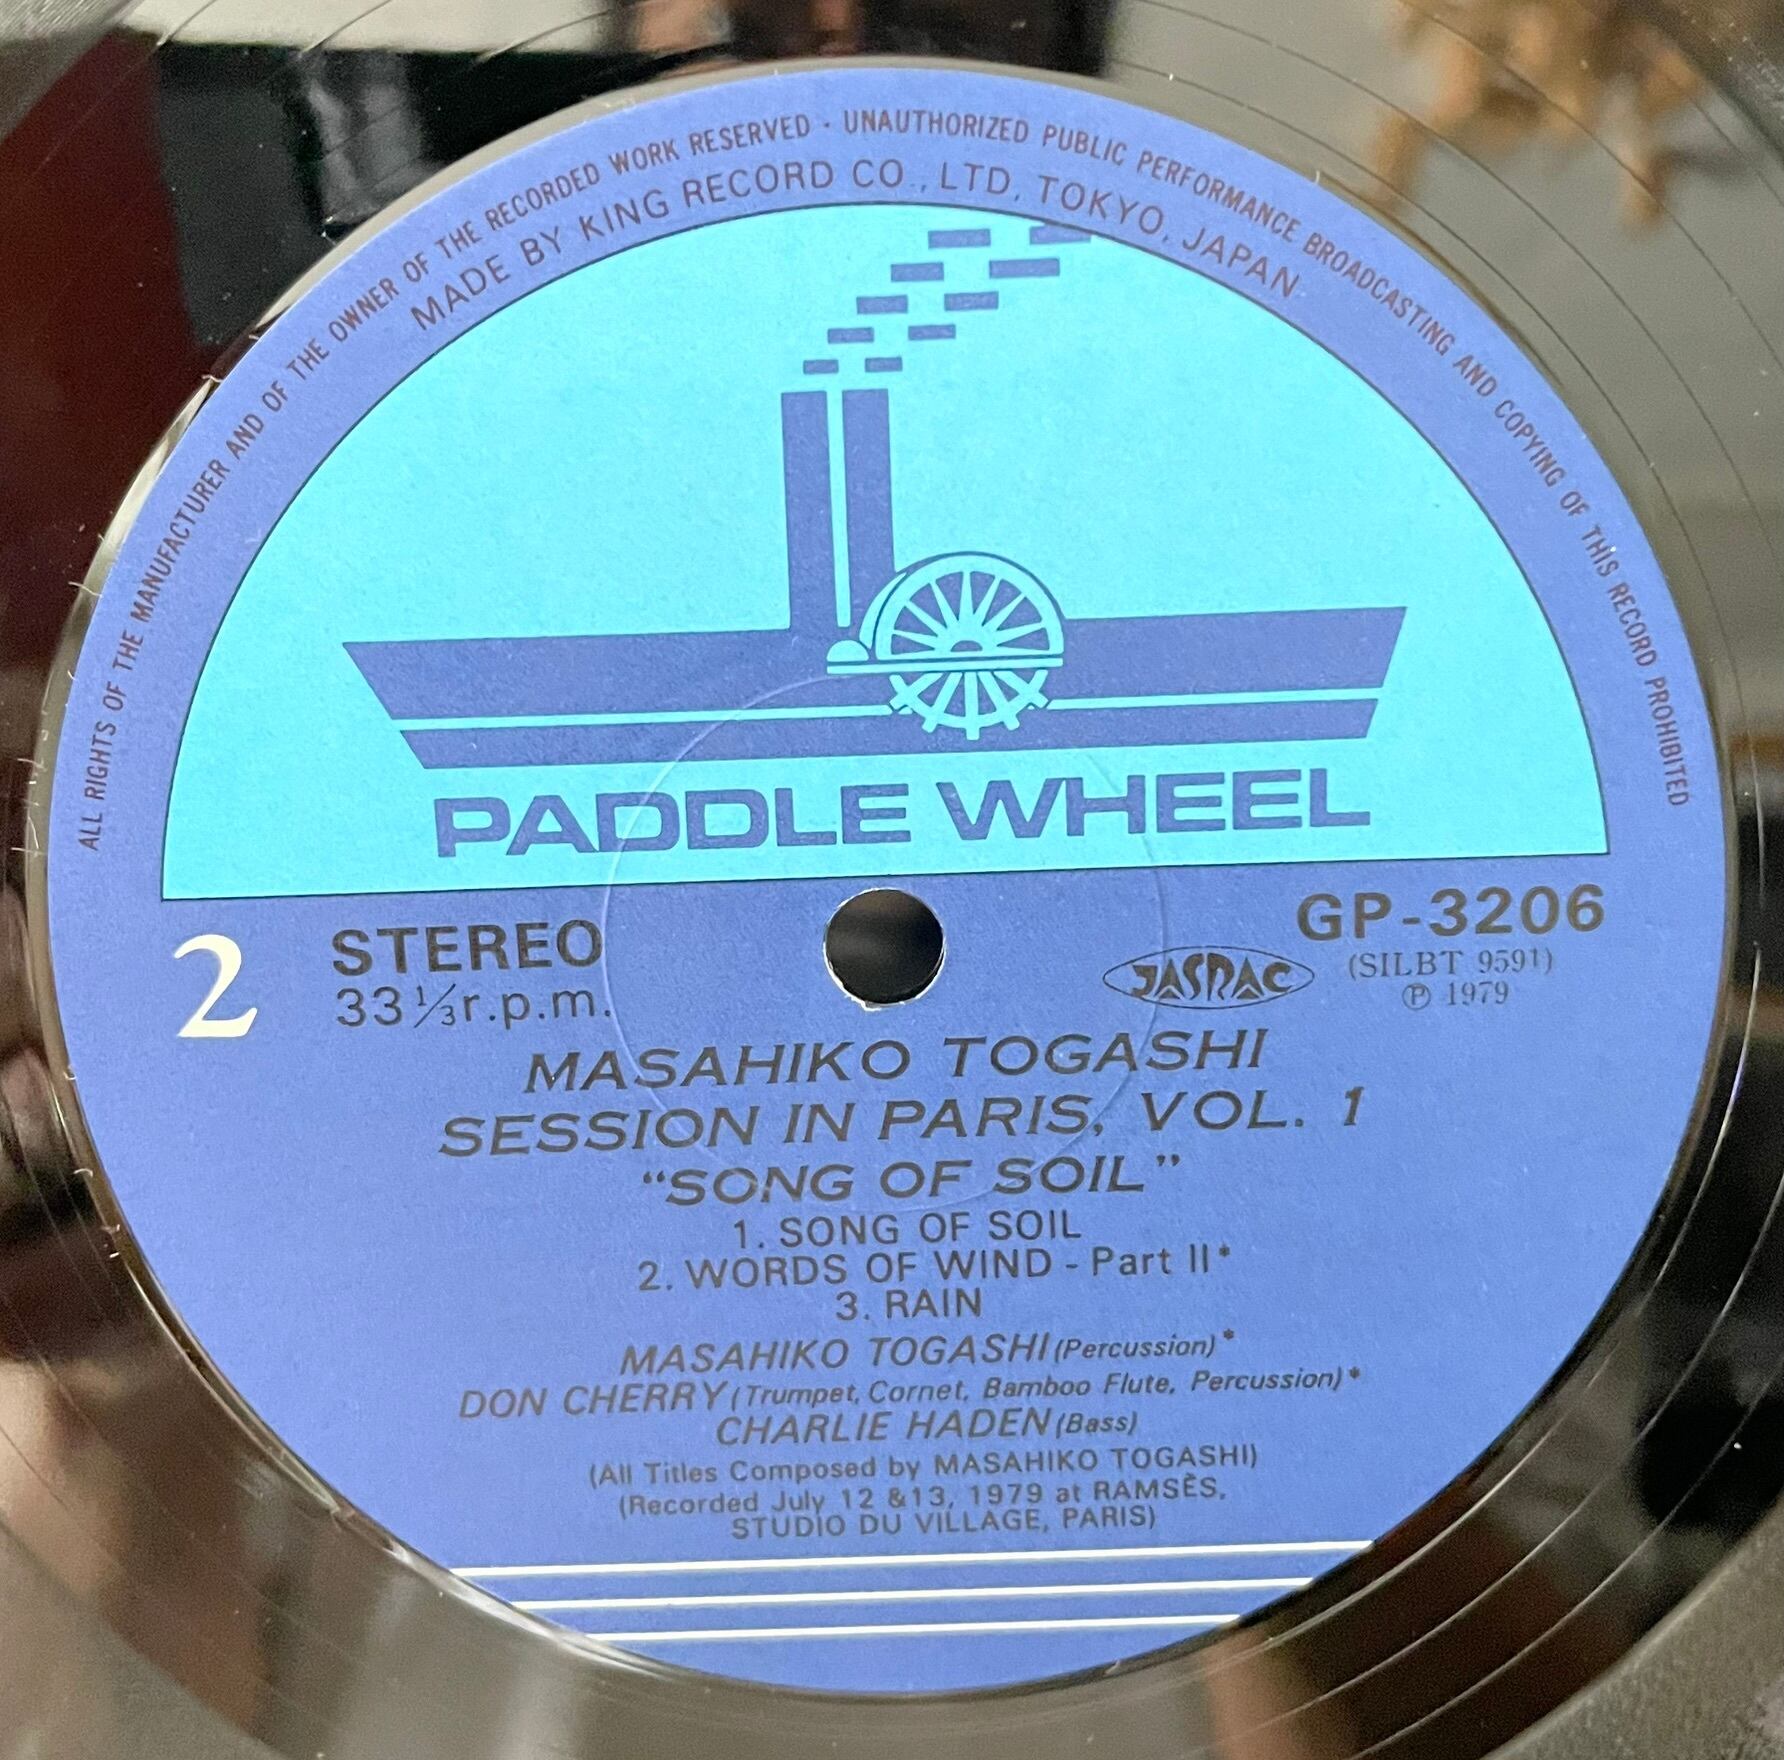 ALL RIGHTS OF THE MANUFACTURER AND OF THE OWNER OF THE RECORDED WORK RESERVED · UNAUTHORIZED PUBLIC PERFORMANCE BROADCASTING AND COPYING OF THIS RECORD PROHIBITED
MADE BY KING RECORD CO., LTD, TOKYO, JAPAN
PADDLE WHEEL
2
STEREO
33 1/3 r.p.m.
GP-3206
JASRAC
(SILBT 9591)
℗ 1979
MASAHIKO TOGASHI
SESSION IN PARIS, VOL. 1
“SONG OF SOIL”
1. SONG OF SOIL
2. WORDS OF WIND - Part II*
3. RAIN
MASAHIKO TOGASHI (Percussion)*
DON CHERRY (Trumpet, Cornet, Bamboo Flute, Percussion)*
CHARLIE HADEN (Bass)
(All Titles Composed by MASAHIKO TOGASHI)
(Recorded July 12 &13, 1979 at RAMSÈS,
STUDIO DU VILLAGE, PARIS)